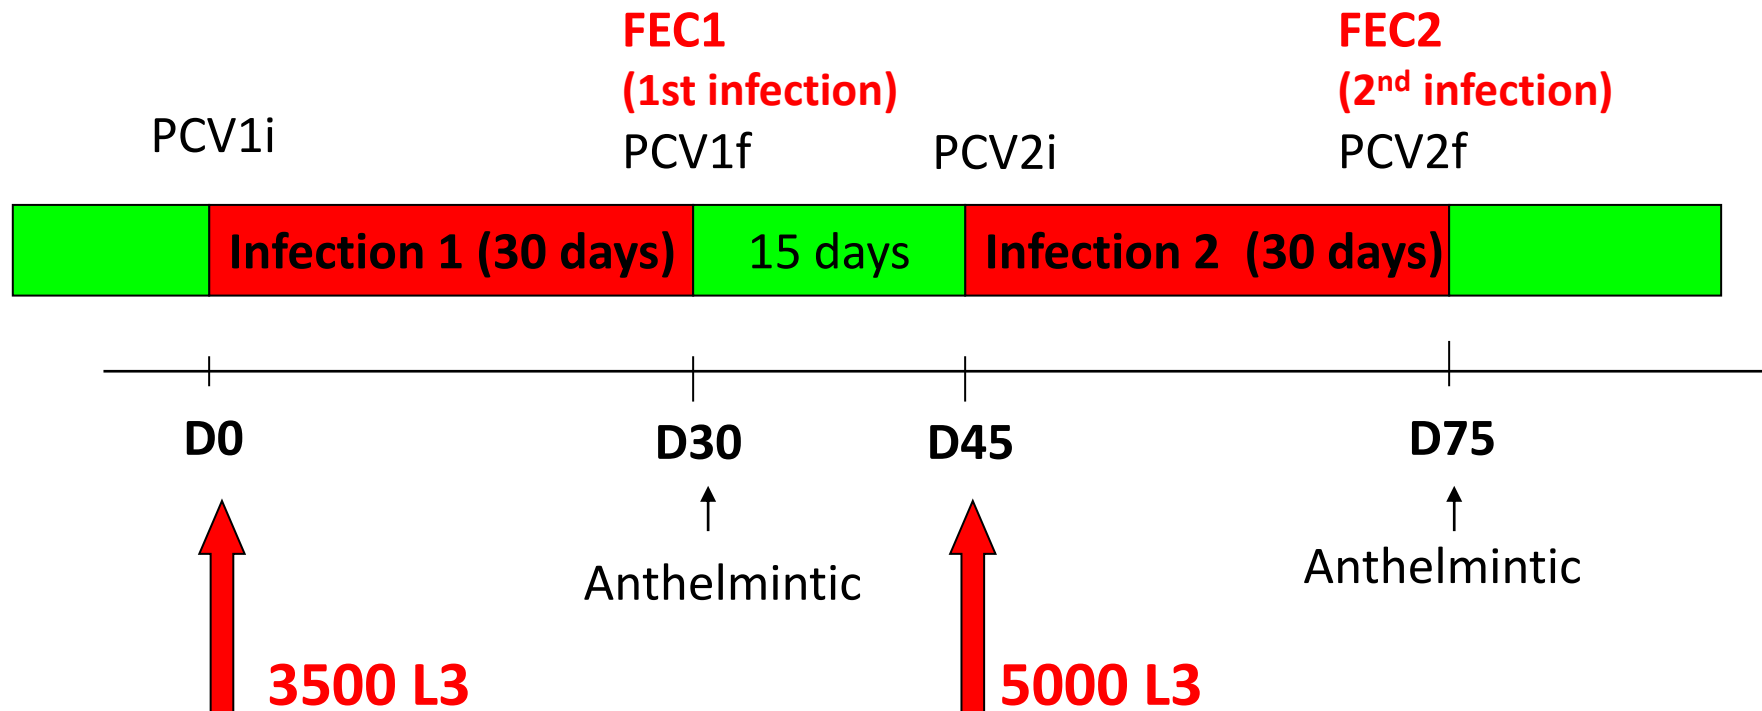 FEC1
(1st infection)
PCV1f
FEC2
(2nd infection)
PCV2f
PCV1i
PCV2i
Infection 1 (30 days)
15 days
Infection 2 (30 days)
D0
D30
D45
D75
Anthelmintic
Anthelmintic
3500 L3
5000 L3